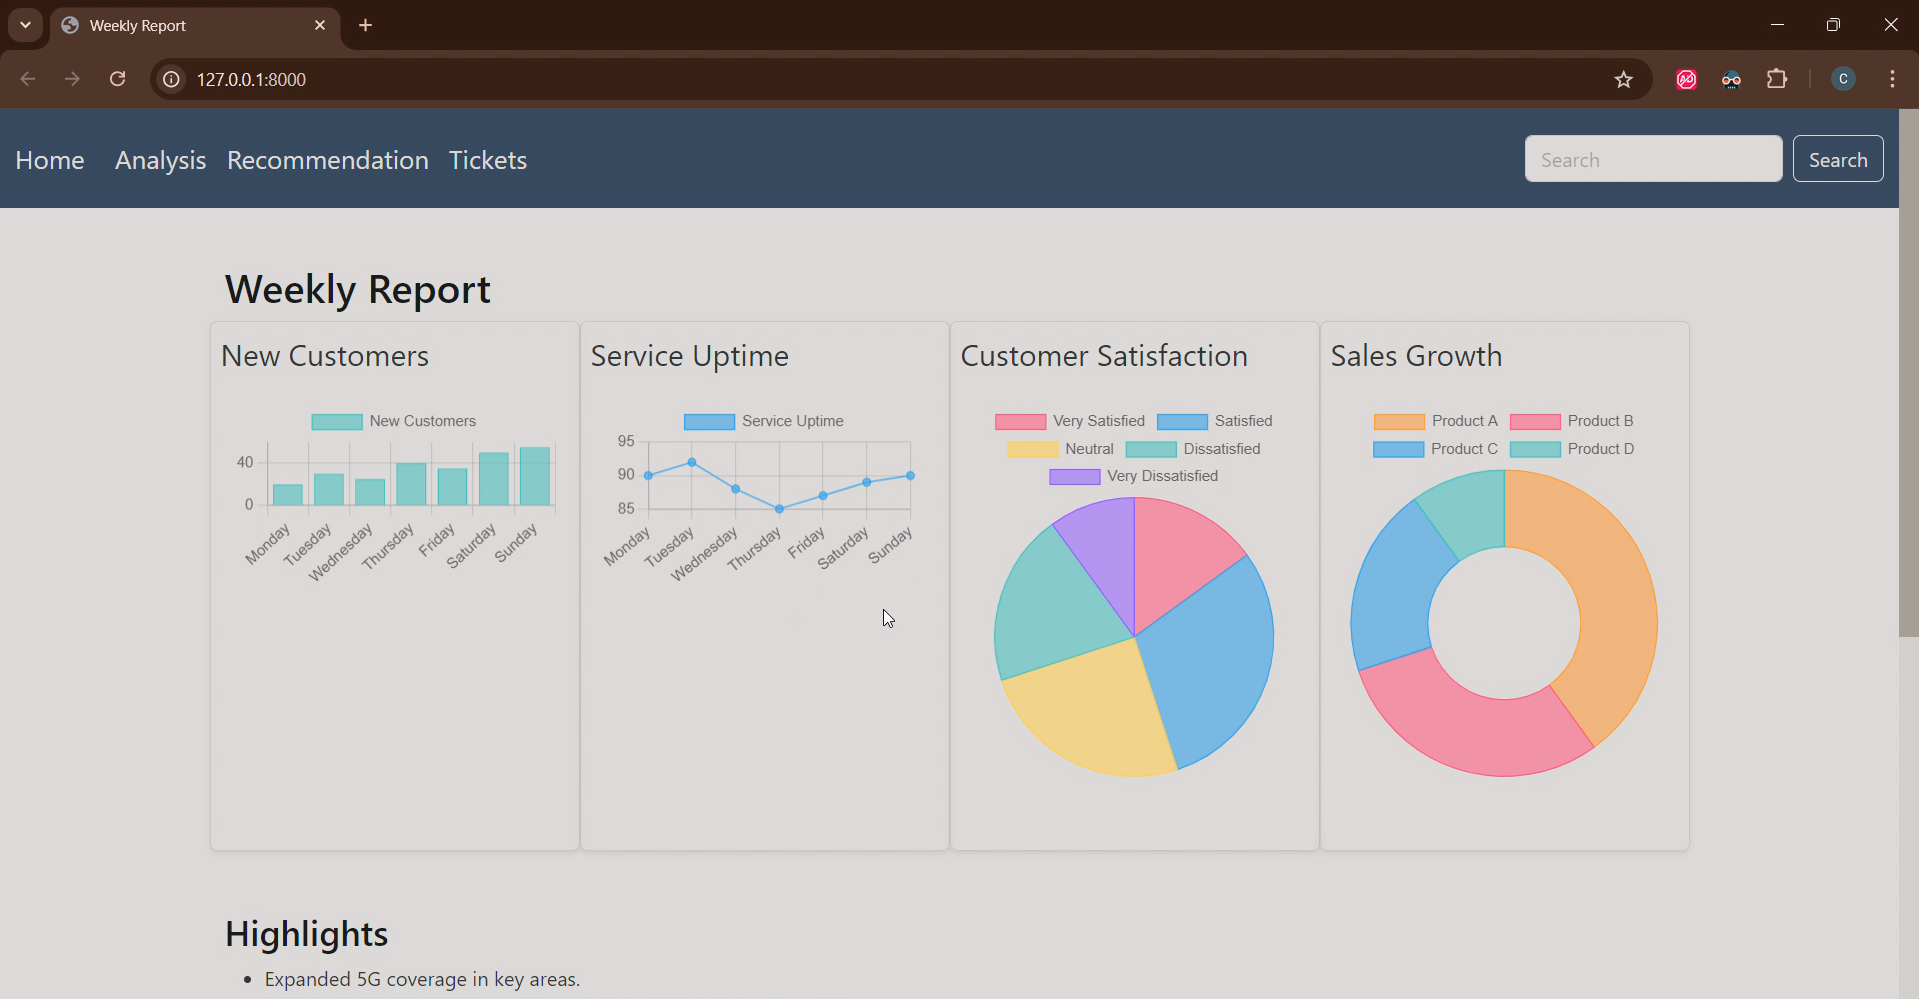 Weekly Report
127.0.0.1:8000
C
Home Analysis Recommendation Tickets Search Search
Weekly Report
New Customers
New Customers
40
0
Monday Tuesday Wednesday Thursday Friday Saturday Sunday
Service Uptime
Service Uptime
95
90
85
Monday Tuesday Wednesday Thursday Friday Saturday Sunday
Customer Satisfaction
Very Satisfied Satisfied
Neutral Dissatisfied
Very Dissatisfied
Sales Growth
Product A Product B
Product C Product D
Highlights
• Expanded 5G coverage in key areas.